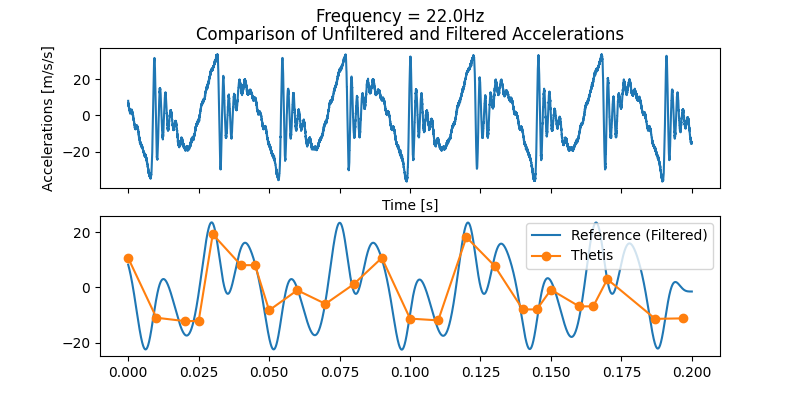 Frequency = 22.0Hz
Comparison of Unfiltered and Filtered Accelerations
Accelerations [m/s/s]
20
0
−20
Time [s]
20
0
−20
Reference (Filtered)
Thetis
0.000 0.025 0.050 0.075 0.100 0.125 0.150 0.175 0.200